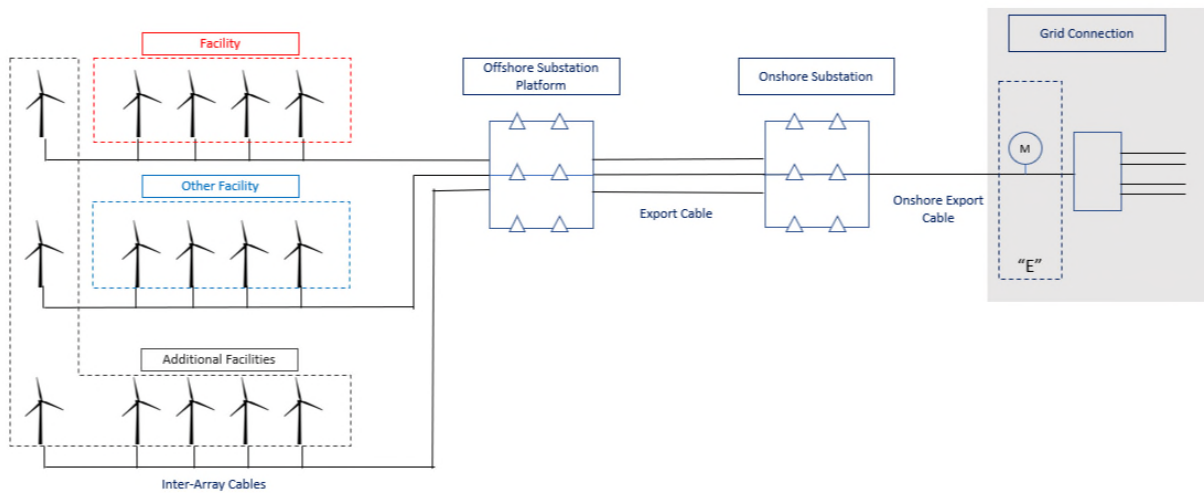 Facility
Offshore Substation
Platform
Onshore Substation
Grid Connection
M
Other Facility
Export Cable
Onshore Export
Cable
"E"
Additional Facilities
Inter-Array Cables